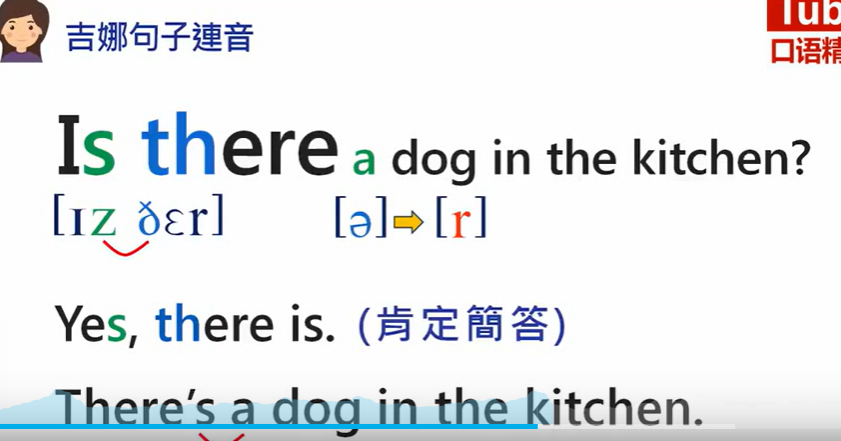 吉娜句子連音
Tub
口语精
Is there a dog in the kitchen?
[ɪz ðɛr] [ə]➡[r]
Yes, there is. (肯定簡答)
There's a dog in the kitchen.